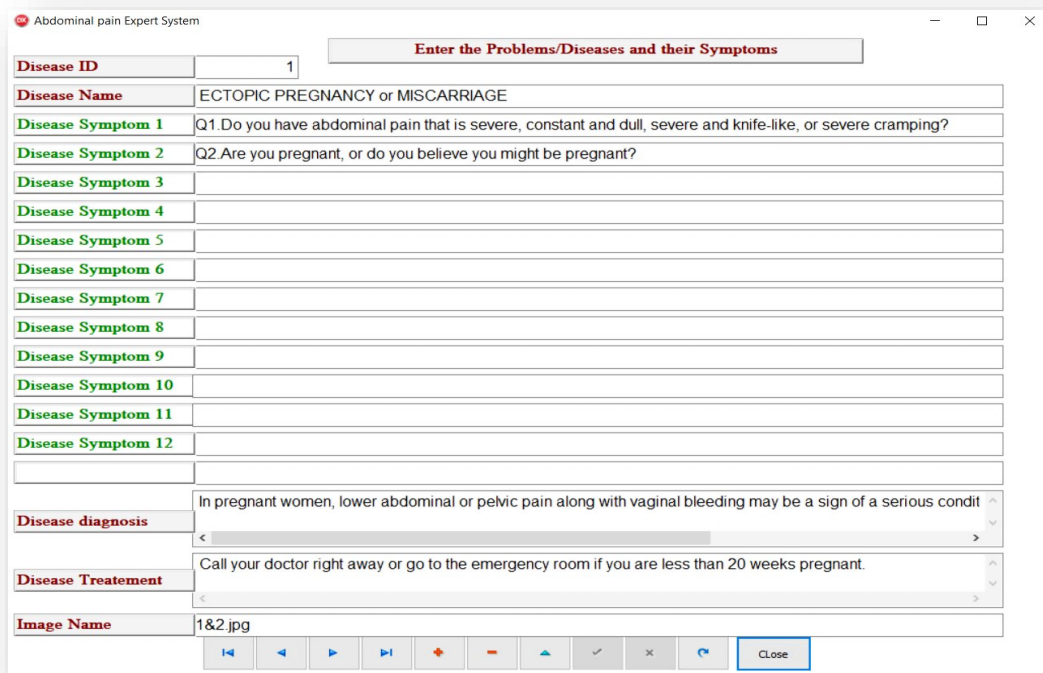 Abdominal pain Expert System
Enter the Problems/Diseases and their Symptoms
Disease ID 1
Disease Name ECTOPIC PREGNANCY or MISCARRIAGE
Disease Symptom 1 Q1.Do you have abdominal pain that is severe, constant and dull, severe and knife-like, or severe cramping?
Disease Symptom 2 Q2.Are you pregnant, or do you believe you might be pregnant?
Disease Symptom 3
Disease Symptom 4
Disease Symptom 5
Disease Symptom 6
Disease Symptom 7
Disease Symptom 8
Disease Symptom 9
Disease Symptom 10
Disease Symptom 11
Disease Symptom 12
Disease diagnosis In pregnant women, lower abdominal or pelvic pain along with vaginal bleeding may be a sign of a serious condit
Disease Treatement Call your doctor right away or go to the emergency room if you are less than 20 weeks pregnant.
Image Name 1&2.jpg
CLose